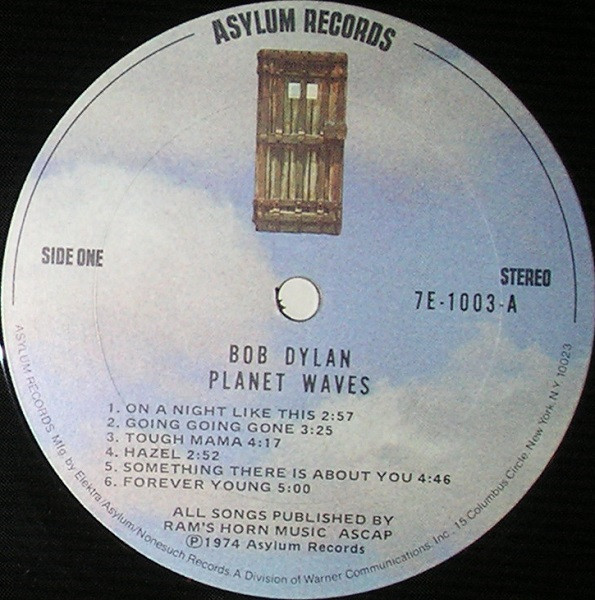 ASYLUM RECORDS
SIDE ONE
STEREO
7E-1003-A
BOB DYLAN
PLANET WAVES
1. ON A NIGHT LIKE THIS 2:57
2. GOING GOING GONE 3:25
3. TOUGH MAMA 4:17
4. HAZEL 2:52
5. SOMETHING THERE IS ABOUT YOU 4:46
6. FOREVER YOUNG 5:00
ALL SONGS PUBLISHED BY
RAM'S HORN MUSIC ASCAP
Ⓟ1974 Asylum Records
ASYLUM RECORDS Mfg. by Elektra/Asylum/Nonesuch Records. A Division of Warner Communications, Inc. 15 Columbus Circle, New York, N.Y. 10023